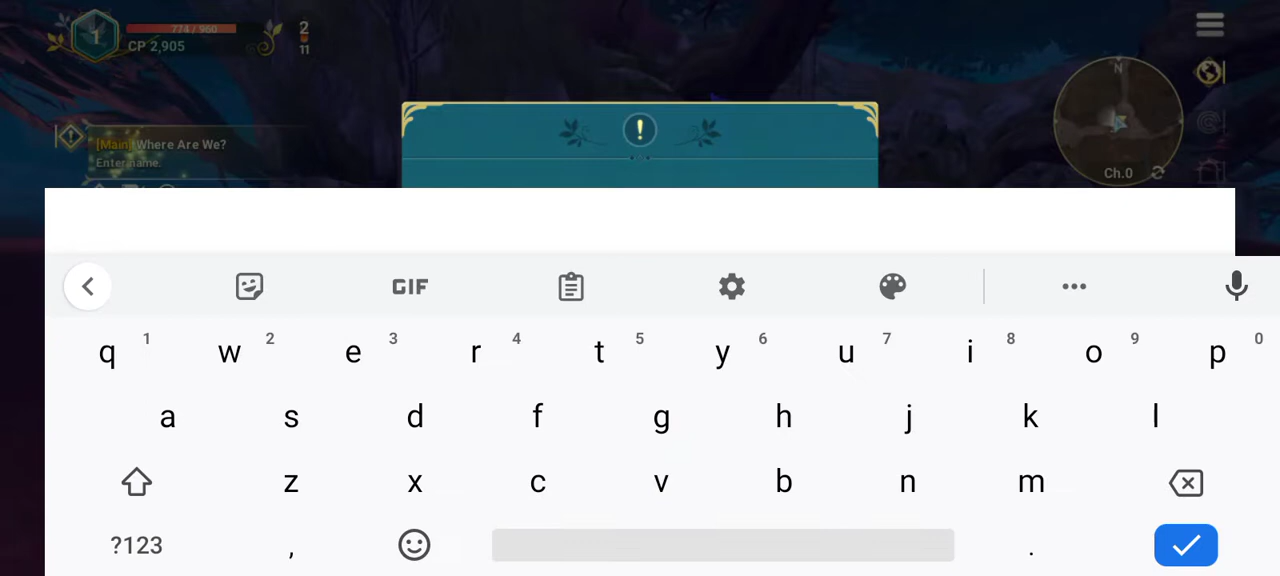 1
774 / 960
CP 2,905
2
11
N
[Main] Where Are We?
Enter name.
Ch.0
GIF
q 1 w 2 e 3 r 4 t 5 y 6 u 7 i 8 o 9 p 0
a s d f g h j k l
z x c v b n m
?123 , .